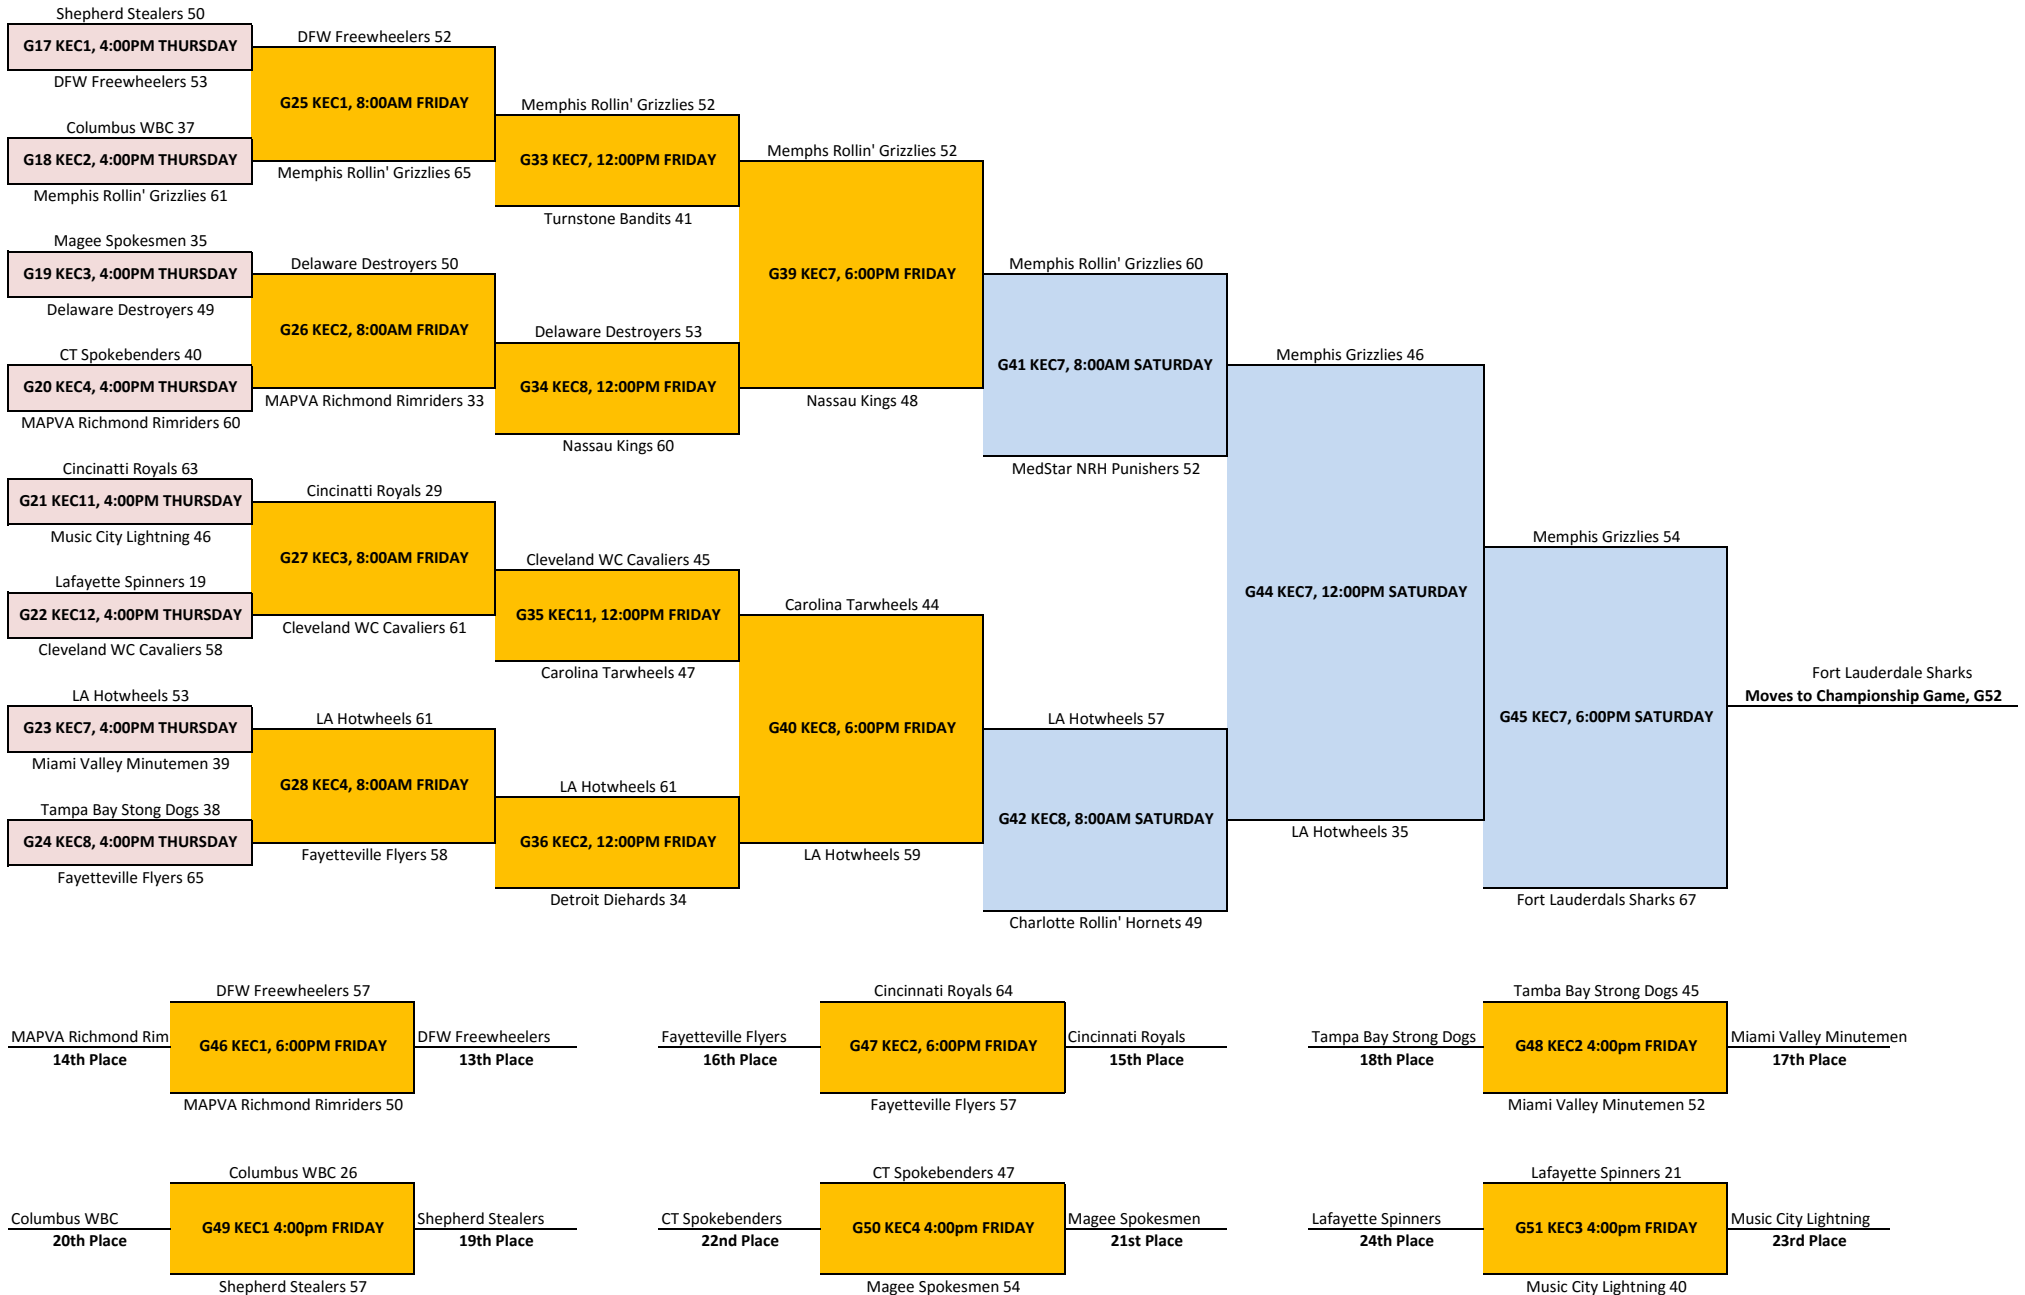 Shepherd Stealers 50
G17 KEC1, 4:00PM THURSDAY
DFW Freewheelers 53
Columbus WBC 37
G18 KEC2, 4:00PM THURSDAY
Memphis Rollin' Grizzlies 61
Magee Spokesmen 35
G19 KEC3, 4:00PM THURSDAY
Delaware Destroyers 49
CT Spokebenders 40
G20 KEC4, 4:00PM THURSDAY
MAPVA Richmond Rimriders 60
Cincinatti Royals 63
G21 KEC11, 4:00PM THURSDAY
Music City Lightning 46
Lafayette Spinners 19
G22 KEC12, 4:00PM THURSDAY
Cleveland WC Cavaliers 58
LA Hotwheels 53
G23 KEC7, 4:00PM THURSDAY
Miami Valley Minutemen 39
Tampa Bay Stong Dogs 38
G24 KEC8, 4:00PM THURSDAY
Fayetteville Flyers 65
DFW Freewheelers 52
G25 KEC1, 8:00AM FRIDAY
Memphis Rollin' Grizzlies 65
Delaware Destroyers 50
G26 KEC2, 8:00AM FRIDAY
MAPVA Richmond Rimriders 33
Cincinatti Royals 29
G27 KEC3, 8:00AM FRIDAY
Cleveland WC Cavaliers 61
LA Hotwheels 61
G28 KEC4, 8:00AM FRIDAY
Fayetteville Flyers 58
Memphis Rollin' Grizzlies 52
G33 KEC7, 12:00PM FRIDAY
Turnstone Bandits 41
Delaware Destroyers 53
G34 KEC8, 12:00PM FRIDAY
Nassau Kings 60
Cleveland WC Cavaliers 45
G35 KEC11, 12:00PM FRIDAY
Carolina Tarwheels 47
LA Hotwheels 61
G36 KEC2, 12:00PM FRIDAY
Detroit Diehards 34
Memphs Rollin' Grizzlies 52
G39 KEC7, 6:00PM FRIDAY
Nassau Kings 48
Carolina Tarwheels 44
G40 KEC8, 6:00PM FRIDAY
LA Hotwheels 59
Memphis Rollin' Grizzlies 60
G41 KEC7, 8:00AM SATURDAY
MedStar NRH Punishers 52
LA Hotwheels 57
G42 KEC8, 8:00AM SATURDAY
Charlotte Rollin' Hornets 49
Memphis Grizzlies 46
G44 KEC7, 12:00PM SATURDAY
LA Hotwheels 35
Memphis Grizzlies 54
G45 KEC7, 6:00PM SATURDAY
Fort Lauderdals Sharks 67
Fort Lauderdale Sharks
Moves to Championship Game, G52
DFW Freewheelers 57
MAPVA Richmond Rim
14th Place
G46 KEC1, 6:00PM FRIDAY
DFW Freewheelers
13th Place
MAPVA Richmond Rimriders 50
Cincinnati Royals 64
Fayetteville Flyers
16th Place
G47 KEC2, 6:00PM FRIDAY
Cincinnati Royals
15th Place
Fayetteville Flyers 57
Tamba Bay Strong Dogs 45
Tampa Bay Strong Dogs
18th Place
G48 KEC2 4:00pm FRIDAY
Miami Valley Minutemen
17th Place
Miami Valley Minutemen 52
Columbus WBC 26
Columbus WBC
20th Place
G49 KEC1 4:00pm FRIDAY
Shepherd Stealers
19th Place
Shepherd Stealers 57
CT Spokebenders 47
CT Spokebenders
22nd Place
G50 KEC4 4:00pm FRIDAY
Magee Spokesmen
21st Place
Magee Spokesmen 54
Lafayette Spinners 21
Lafayette Spinners
24th Place
G51 KEC3 4:00pm FRIDAY
Music City Lightning
23rd Place
Music City Lightning 40